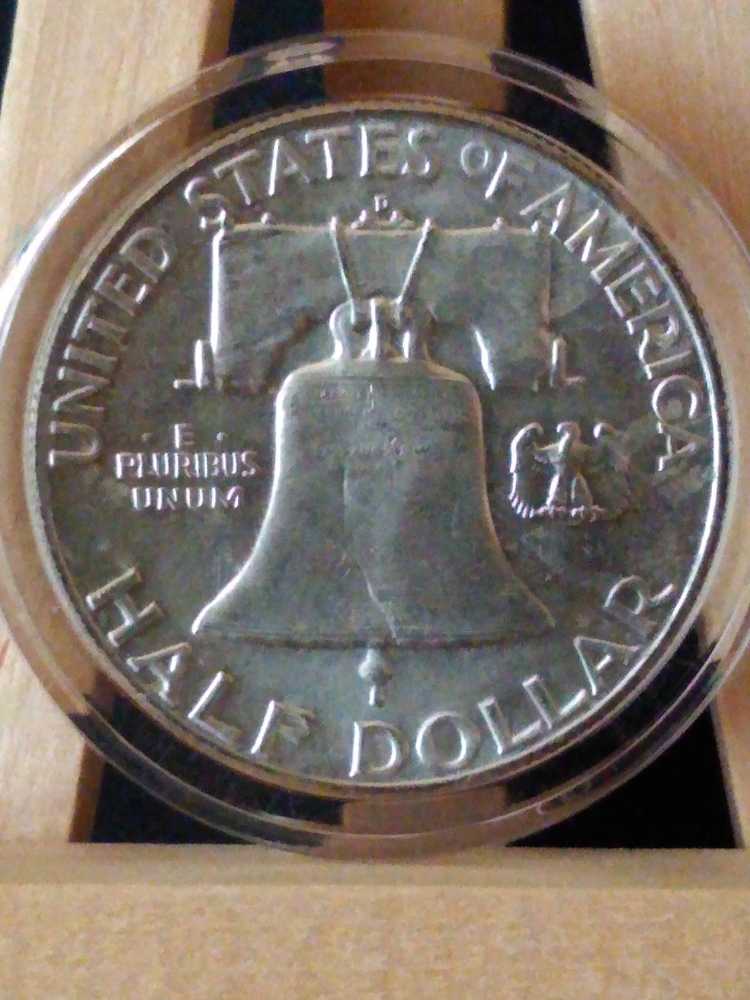 UNITED STATES OF AMERICA
D
E
PLURIBUS
UNUM
HALF DOLLAR